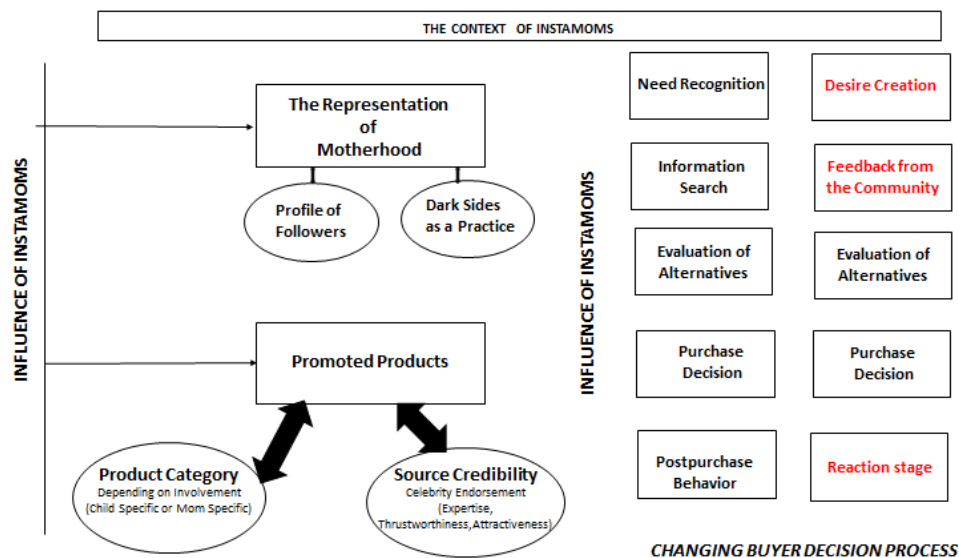 THE CONTEXT OF INSTAMOMS
INFLUENCE OF INSTAMOMS
The Representation
of
Motherhood
Profile of
Followers
Dark Sides
as a Practice
Promoted Products
Product Category
Depending on Involvement
(Child Specific or Mom Specific)
Source Credibility
Celebrity Endorsement
(Expertise,
Thrustworthiness,Attractiveness)
INFLUENCE OF INSTAMOMS
Need Recognition
Desire Creation
Information
Search
Feedback from
the Community
Evaluation of
Alternatives
Evaluation of
Alternatives
Purchase
Decision
Purchase
Decision
Postpurchase
Behavior
Reaction stage
CHANGING BUYER DECISION PROCESS